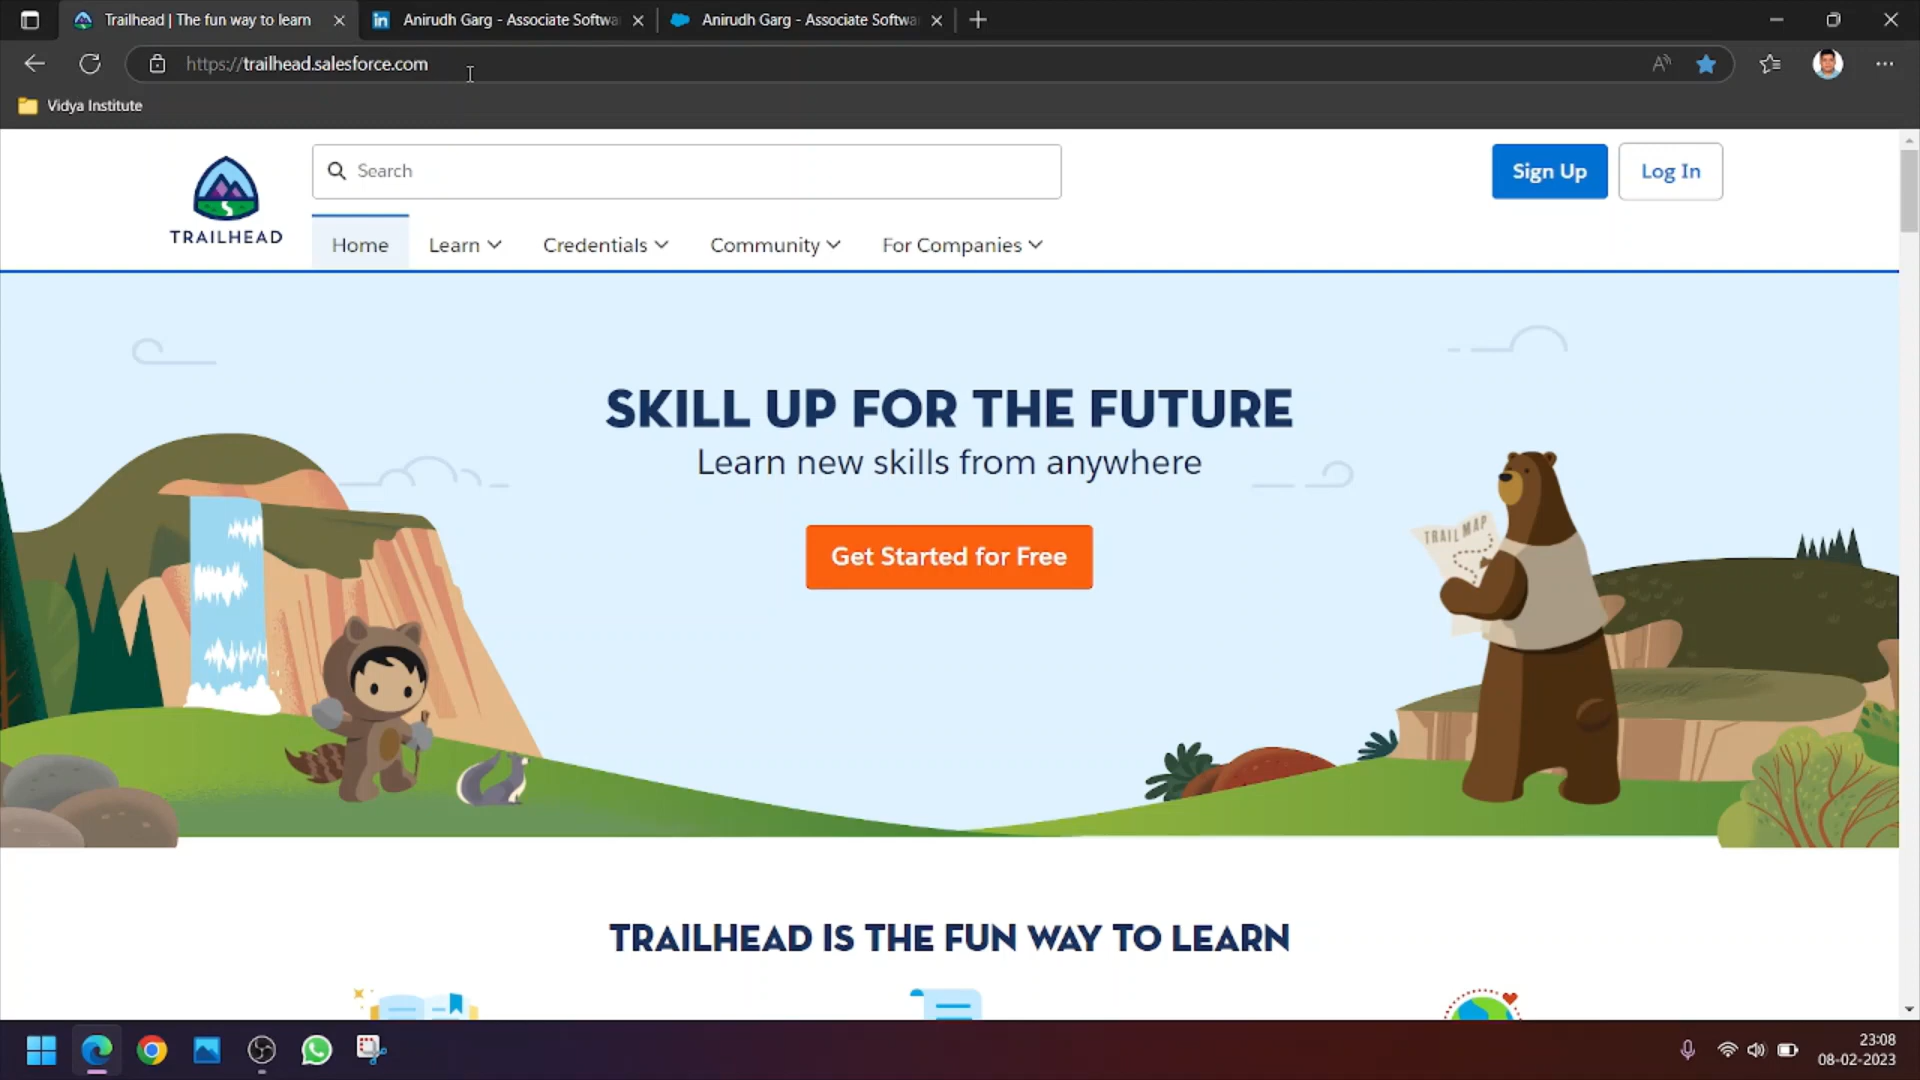 Trailhead | The fun way to learn
Anirudh Garg - Associate Softwa
Anirudh Garg - Associate Softwa
https://trailhead.salesforce.com
Vidya Institute
Search
Sign Up
Log In
TRAILHEAD
Home
Learn
Credentials
Community
For Companies
SKILL UP FOR THE FUTURE
Learn new skills from anywhere
Get Started for Free
TRAIL MAP
TRAILHEAD IS THE FUN WAY TO LEARN
23:08
08-02-2023